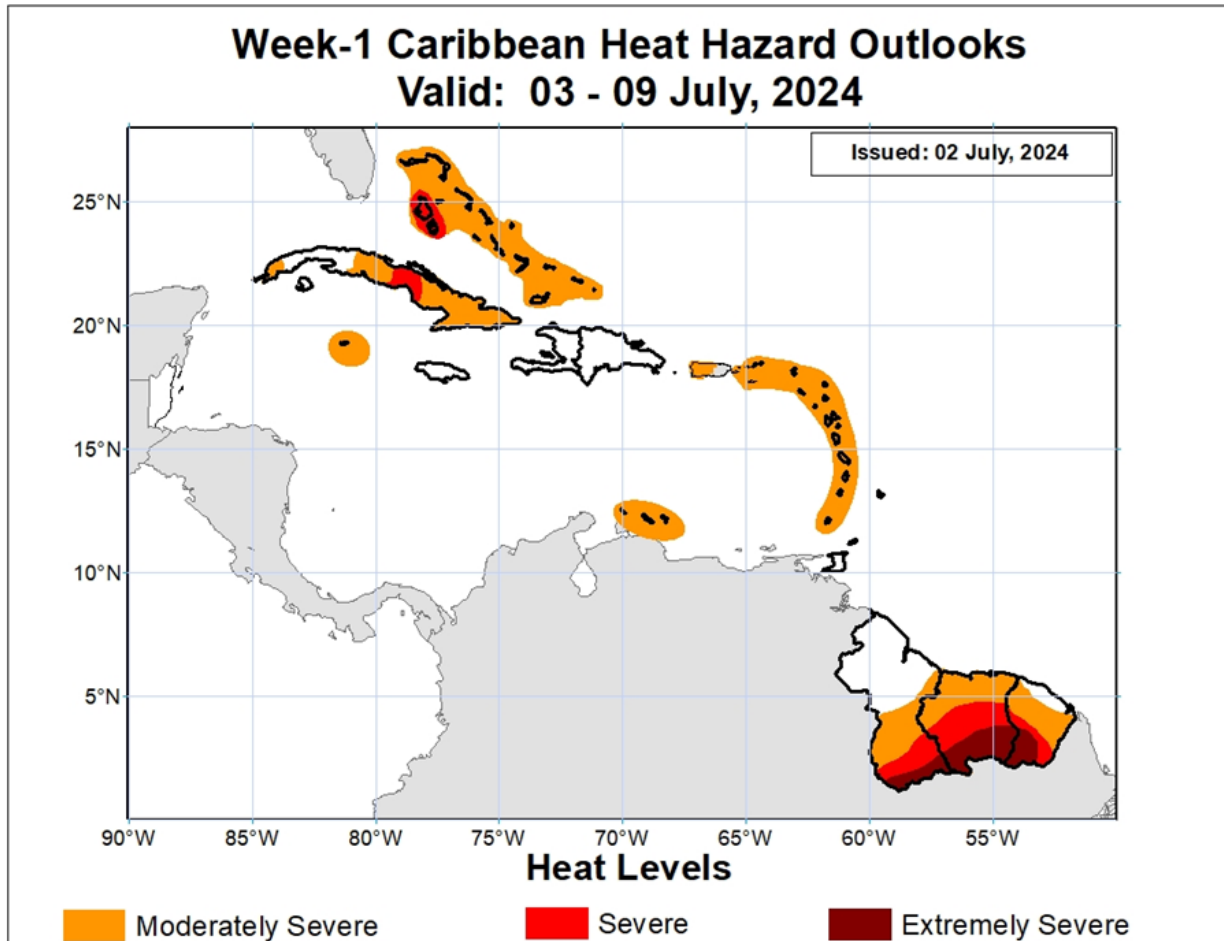 Week-1 Caribbean Heat Hazard Outlooks
Valid: 03 - 09 July, 2024
Issued: 02 July, 2024
25°N
20°N
15°N
10°N
5°N
90°W 85°W 80°W 75°W 70°W 65°W 60°W 55°W
Heat Levels
Moderately Severe Severe Extremely Severe